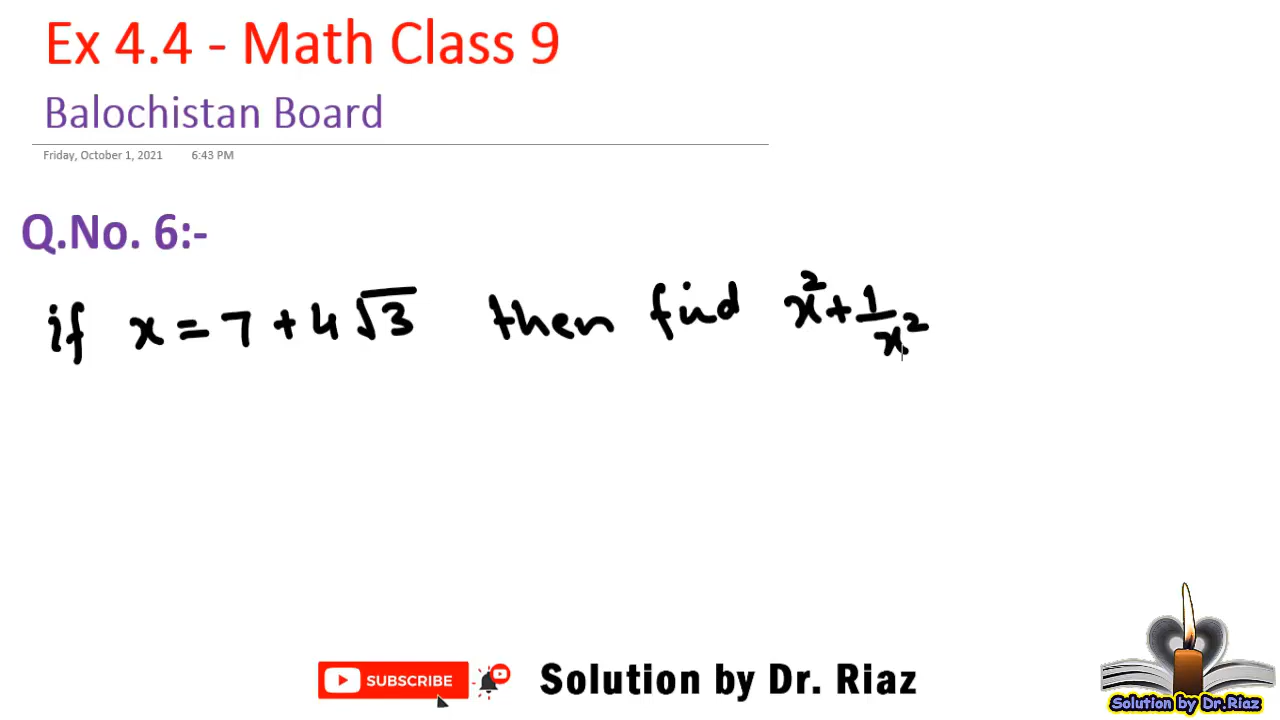 Ex 4.4 - Math Class 9
Balochistan Board
Friday, October 1, 2021 6:43 PM
Q.No. 6:-
if x = 7 + 4√3 then find x² + 1/x²
SUBSCRIBE
Solution by Dr. Riaz
Solution by Dr.Riaz